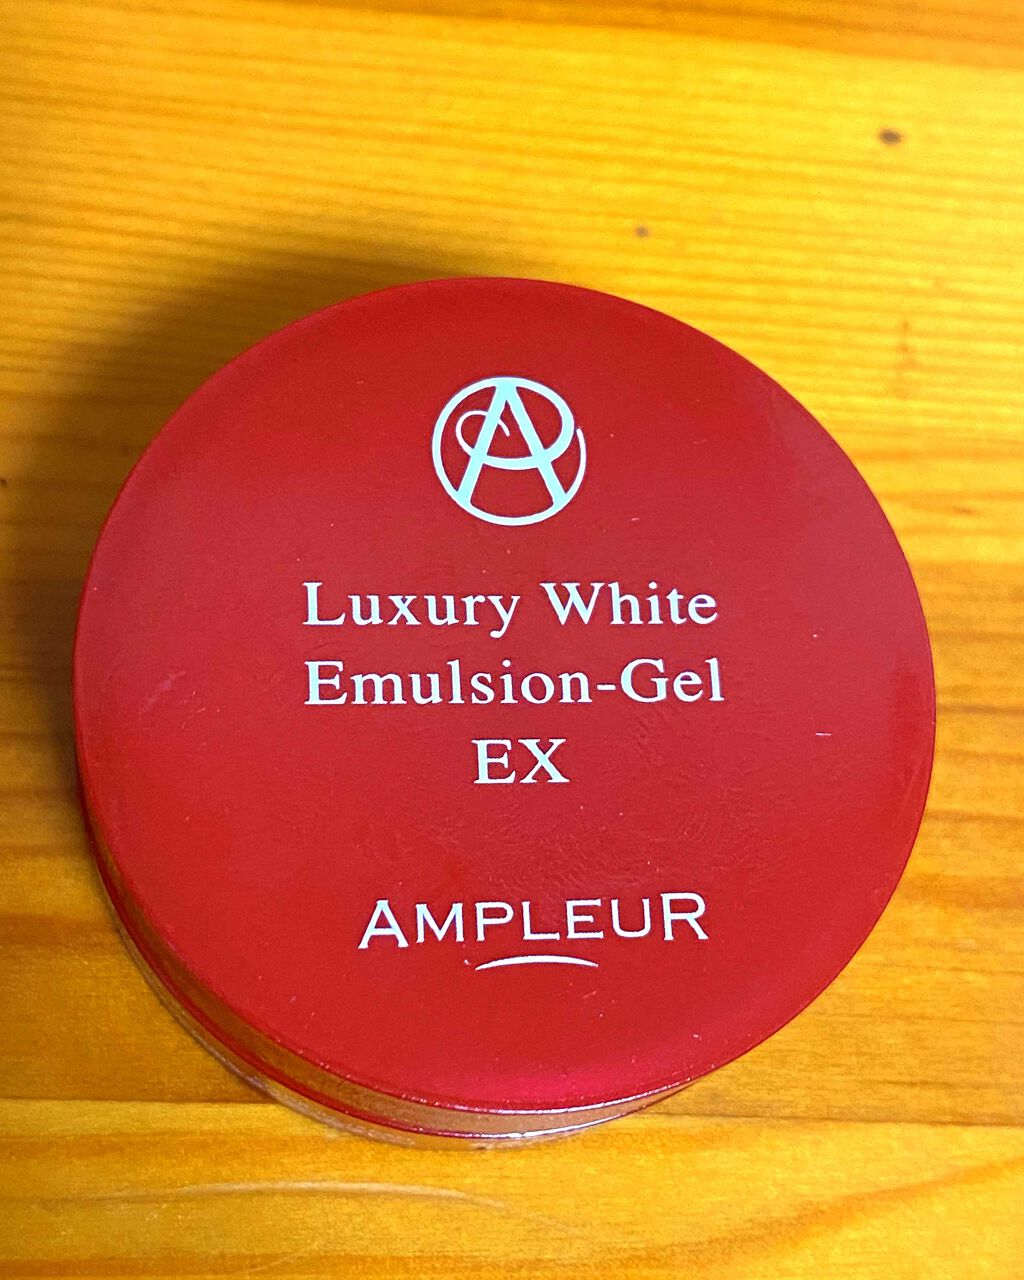 Luxury White
Emulsion-Gel
EX
AMPLEUR